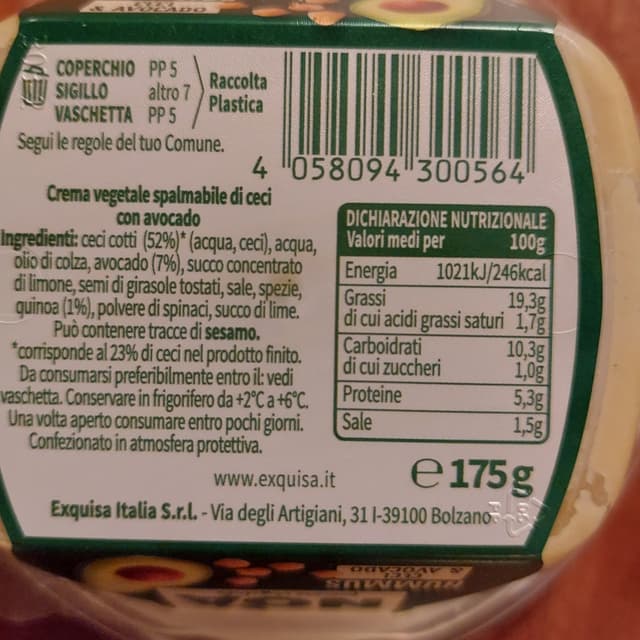 & AVOCADO
COPERCHIO PP 5
SIGILLO altro 7
VASCHETTA PP 5
Raccolta
Plastica
Segui le regole del tuo Comune.
4 058094 300564
Crema vegetale spalmabile di ceci
con avocado
Ingredienti: ceci cotti (52%)* (acqua, ceci), acqua,
olio di colza, avocado (7%), succo concentrato
di limone, semi di girasole tostati, sale, spezie,
quinoa (1%), polvere di spinaci, succo di lime.
Può contenere tracce di sesamo.
*corrisponde al 23% di ceci nel prodotto finito.
Da consumarsi preferibilmente entro il: vedi
vaschetta. Conservare in frigorifero da +2°C a +6°C.
Una volta aperto consumare entro pochi giorni.
Confezionato in atmosfera protettiva.
DICHIARAZIONE NUTRIZIONALE
Valori medi per 100g
Energia 1021kJ/246kcal
Grassi 19,3g
di cui acidi grassi saturi 1,7g
Carboidrati 10,3g
di cui zuccheri 1,0g
Proteine 5,3g
Sale 1,5g
www.exquisa.it
e 175g
Exquisa Italia S.r.l. - Via degli Artigiani, 31 I-39100 Bolzano
HUMMUS
CECI
& AVOCADO